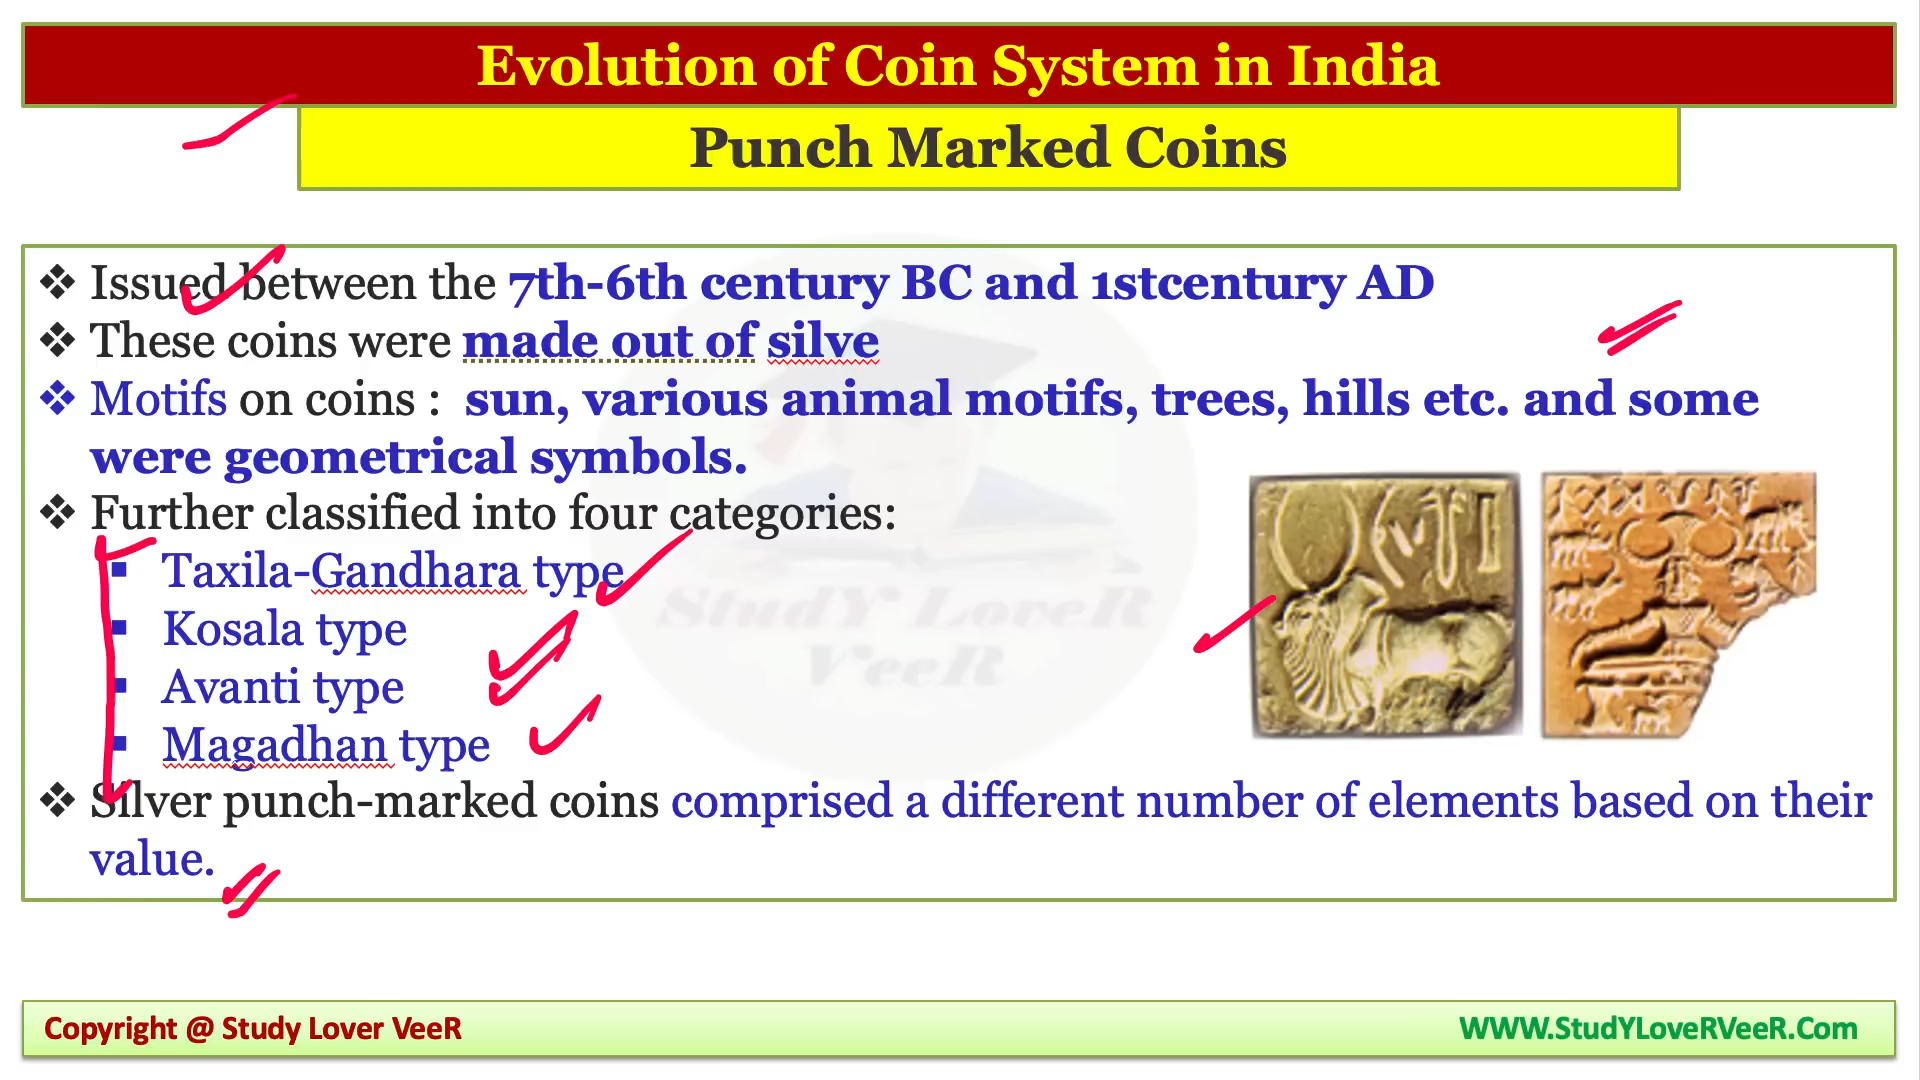 Evolution of Coin System in India
Punch Marked Coins
❖ Issued between the 7th-6th century BC and 1stcentury AD
❖ These coins were made out of silve
❖ Motifs on coins : sun, various animal motifs, trees, hills etc. and some
were geometrical symbols.
❖ Further classified into four categories:
▪ Taxila-Gandhara type
▪ Kosala type
▪ Avanti type
▪ Magadhan type
❖ Silver punch-marked coins comprised a different number of elements based on their
value.
StudY LoveR
VeeR
Copyright @ Study Lover VeeR
WWW.StudYLoveRVeeR.Com